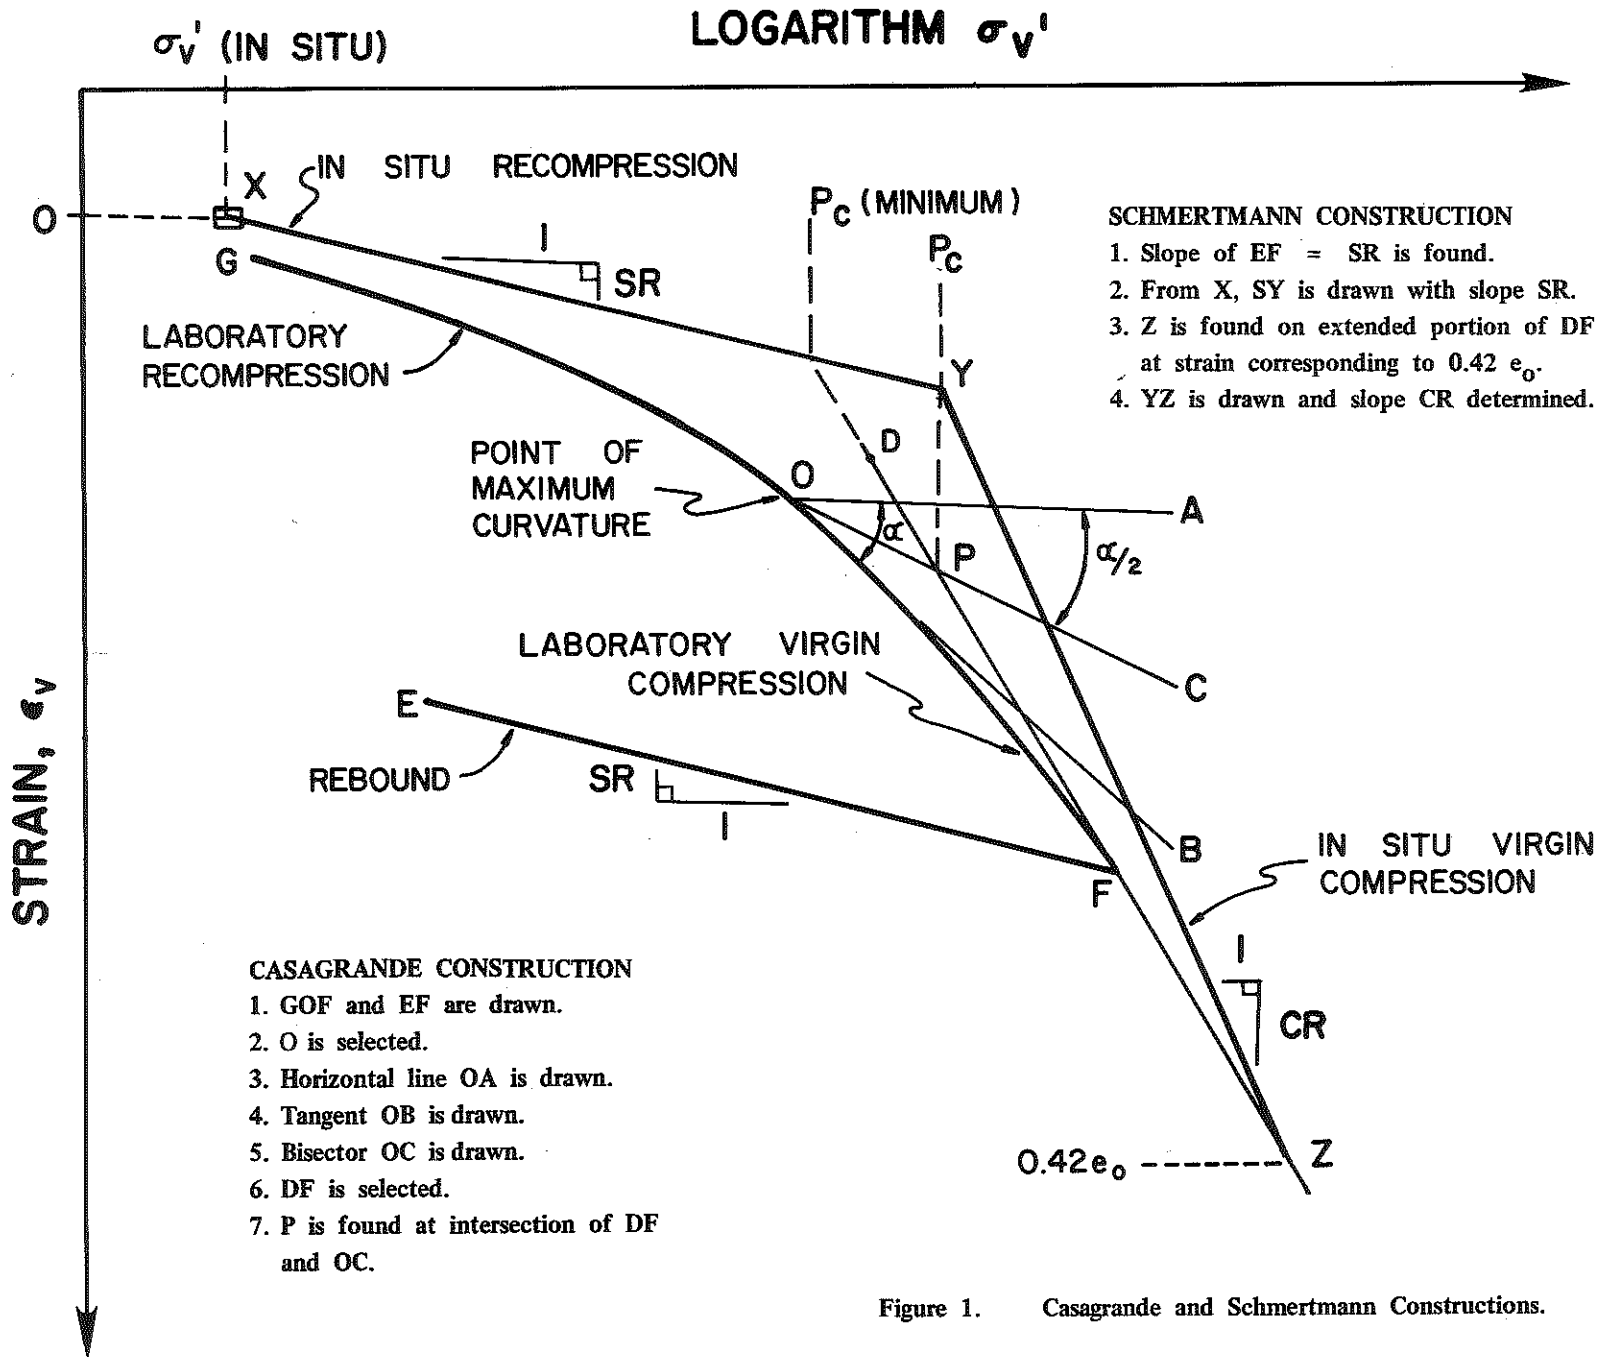 LOGARITHM σv'
σv' (IN SITU)
O
X
IN SITU RECOMPRESSION
1
SR
Pc (MINIMUM)
Pc
SCHMERTMANN CONSTRUCTION
1. Slope of EF = SR is found.
2. From X, SY is drawn with slope SR.
3. Z is found on extended portion of DF
at strain corresponding to 0.42 eo.
4. YZ is drawn and slope CR determined.
G
LABORATORY
RECOMPRESSION
Y
D
POINT OF
MAXIMUM
CURVATURE
O
A
α
P
α/2
LABORATORY VIRGIN
COMPRESSION
C
E
REBOUND
SR
1
B
F
IN SITU VIRGIN
COMPRESSION
STRAIN, εv
1
CR
CASAGRANDE CONSTRUCTION
1. GOF and EF are drawn.
2. O is selected.
3. Horizontal line OA is drawn.
4. Tangent OB is drawn.
5. Bisector OC is drawn.
6. DF is selected.
7. P is found at intersection of DF
and OC.
0.42eo
Z
Figure 1. Casagrande and Schmertmann Constructions.